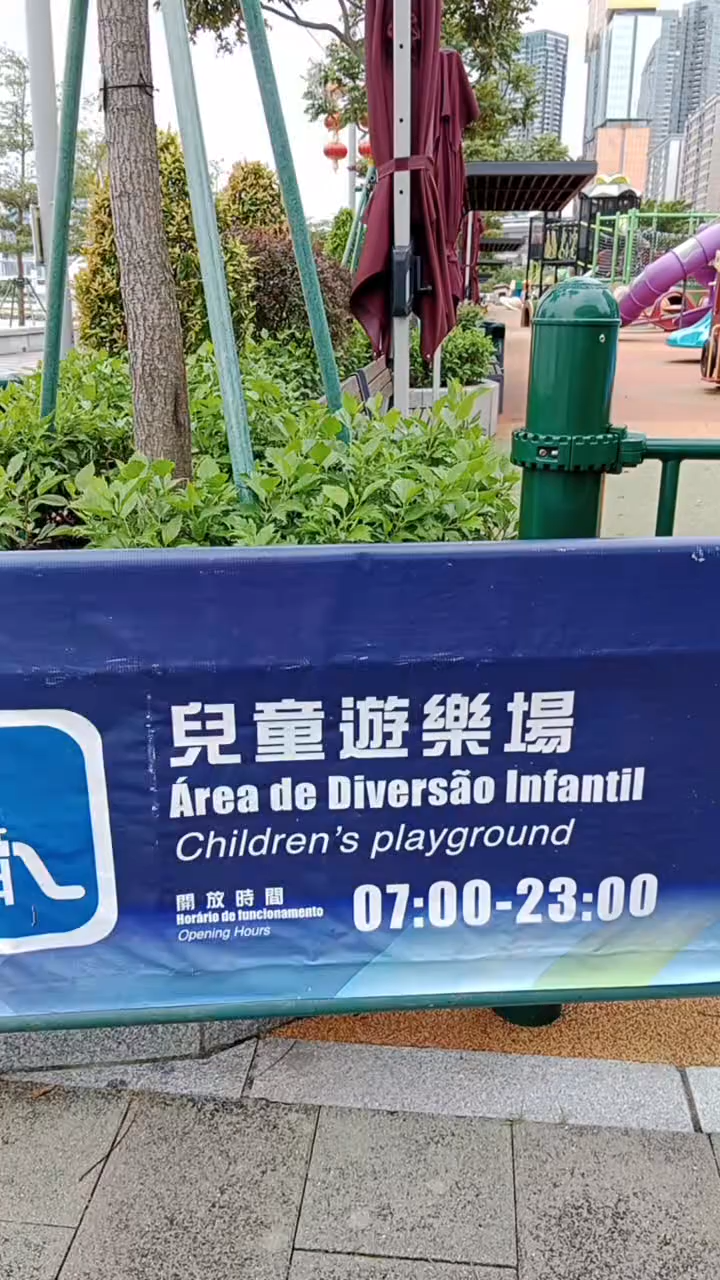 兒童遊樂場
Área de Diversão Infantil
Children's playground
開放時間
Horário de funcionamento
Opening Hours
07:00-23:00